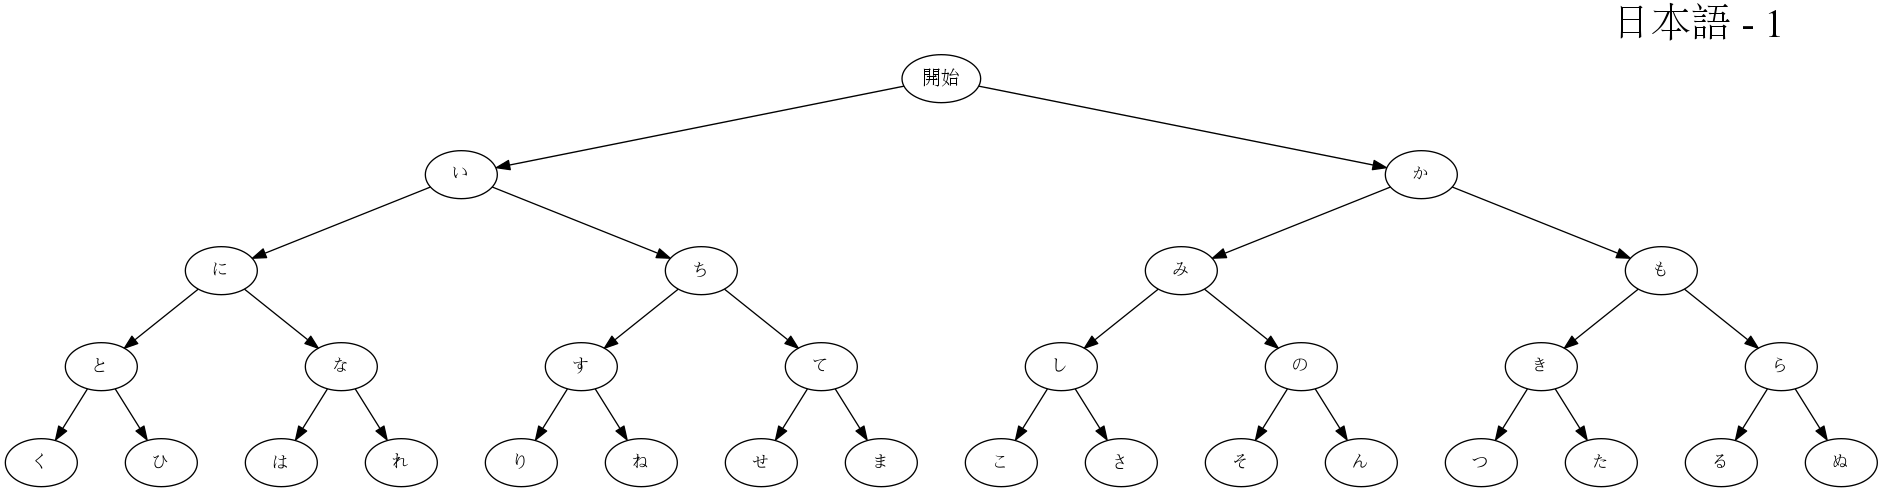 日本語 - 1
開始
い か
に ち み も
と な す て し の き ら
く ひ は れ り ね せ ま こ さ そ ん つ た る ぬ